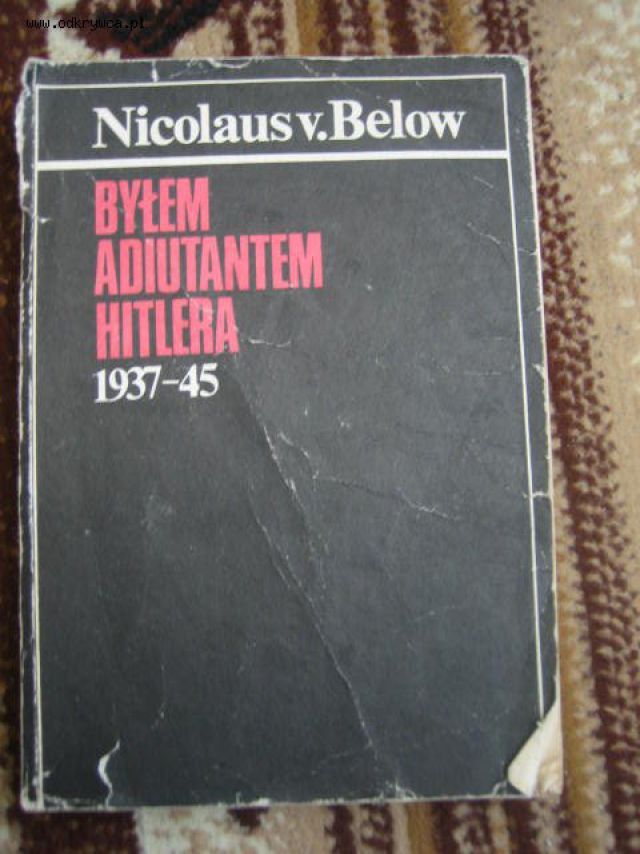 www.odkrywca.pl
Nicolaus v. Below
BYŁEM
ADIUTANTEM
HITLERA
1937-45